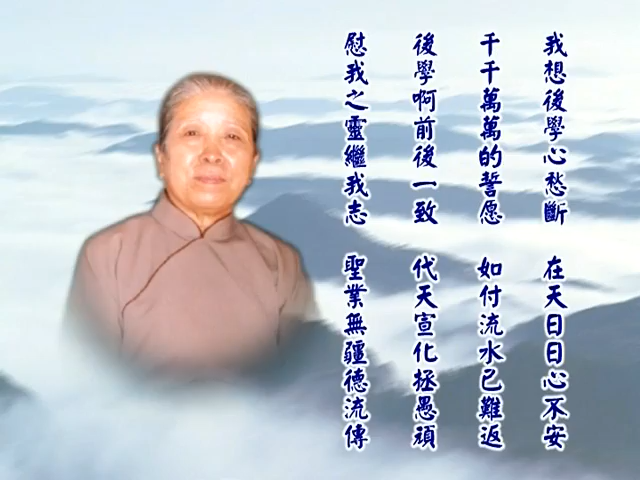 我想後學心愁斷 在天日日心不安
千千萬萬的誓愿 如付流水已難返
後學啊前後一致 代天宣化拯愚頑
慰我之靈繼我志 聖業無疆德流傳